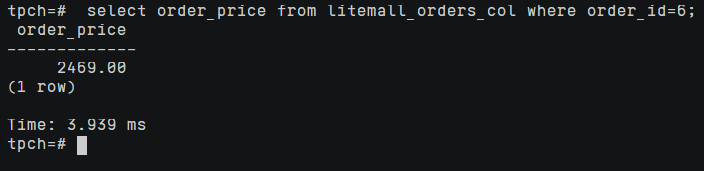 tpch=#  select order_price from litemall_orders_col where order_id=6;
 order_price
-------------
     2469.00
(1 row)

Time: 3.939 ms
tpch=#